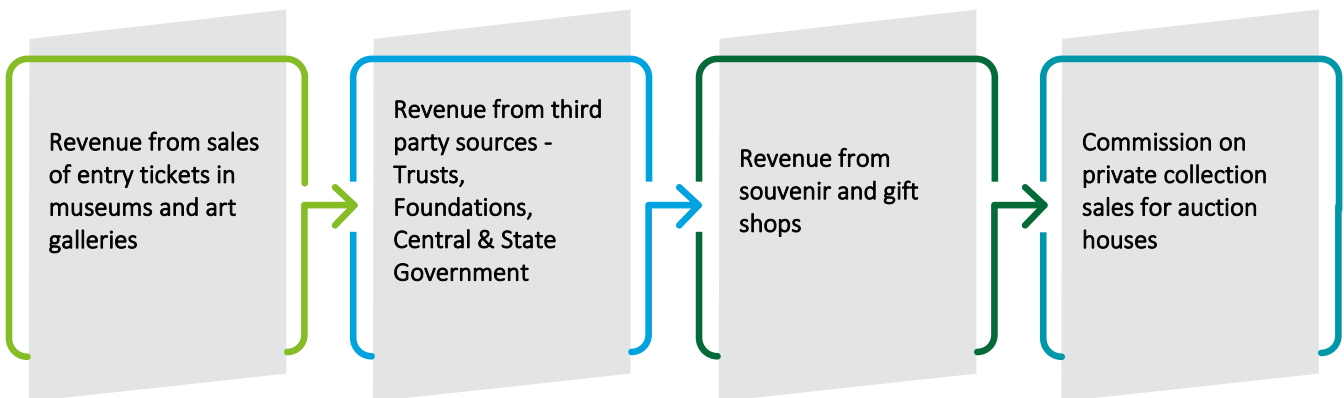 Revenue from sales
of entry tickets in
museums and art
galleries
Revenue from third
party sources -
Trusts,
Foundations,
Central & State
Government
Revenue from
souvenir and gift
shops
Commission on
private collection
sales for auction
houses